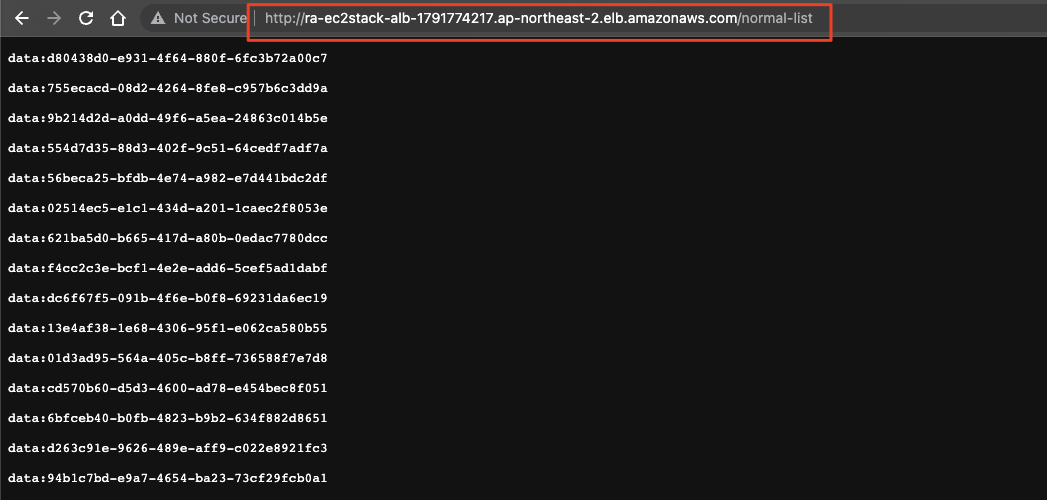 Not Secure | http://ra-ec2stack-alb-1791774217.ap-northeast-2.elb.amazonaws.com/normal-list
data:d80438d0-e931-4f64-880f-6fc3b72a00c7
data:755ecacd-08d2-4264-8fe8-c957b6c3dd9a
data:9b214d2d-a0dd-49f6-a5ea-24863c014b5e
data:554d7d35-88d3-402f-9c51-64cedf7adf7a
data:56beca25-bfdb-4e74-a982-e7d441bdc2df
data:02514ec5-e1c1-434d-a201-1caec2f8053e
data:621ba5d0-b665-417d-a80b-0edac7780dcc
data:f4cc2c3e-bcf1-4e2e-add6-5cef5ad1dabf
data:dc6f67f5-091b-4f6e-b0f8-69231da6ec19
data:13e4af38-1e68-4306-95f1-e062ca580b55
data:01d3ad95-564a-405c-b8ff-736588f7e7d8
data:cd570b60-d5d3-4600-ad78-e454bec8f051
data:6bfceb40-b0fb-4823-b9b2-634f882d8651
data:d263c91e-9626-489e-aff9-c022e8921fc3
data:94b1c7bd-e9a7-4654-ba23-73cf29fcb0a1